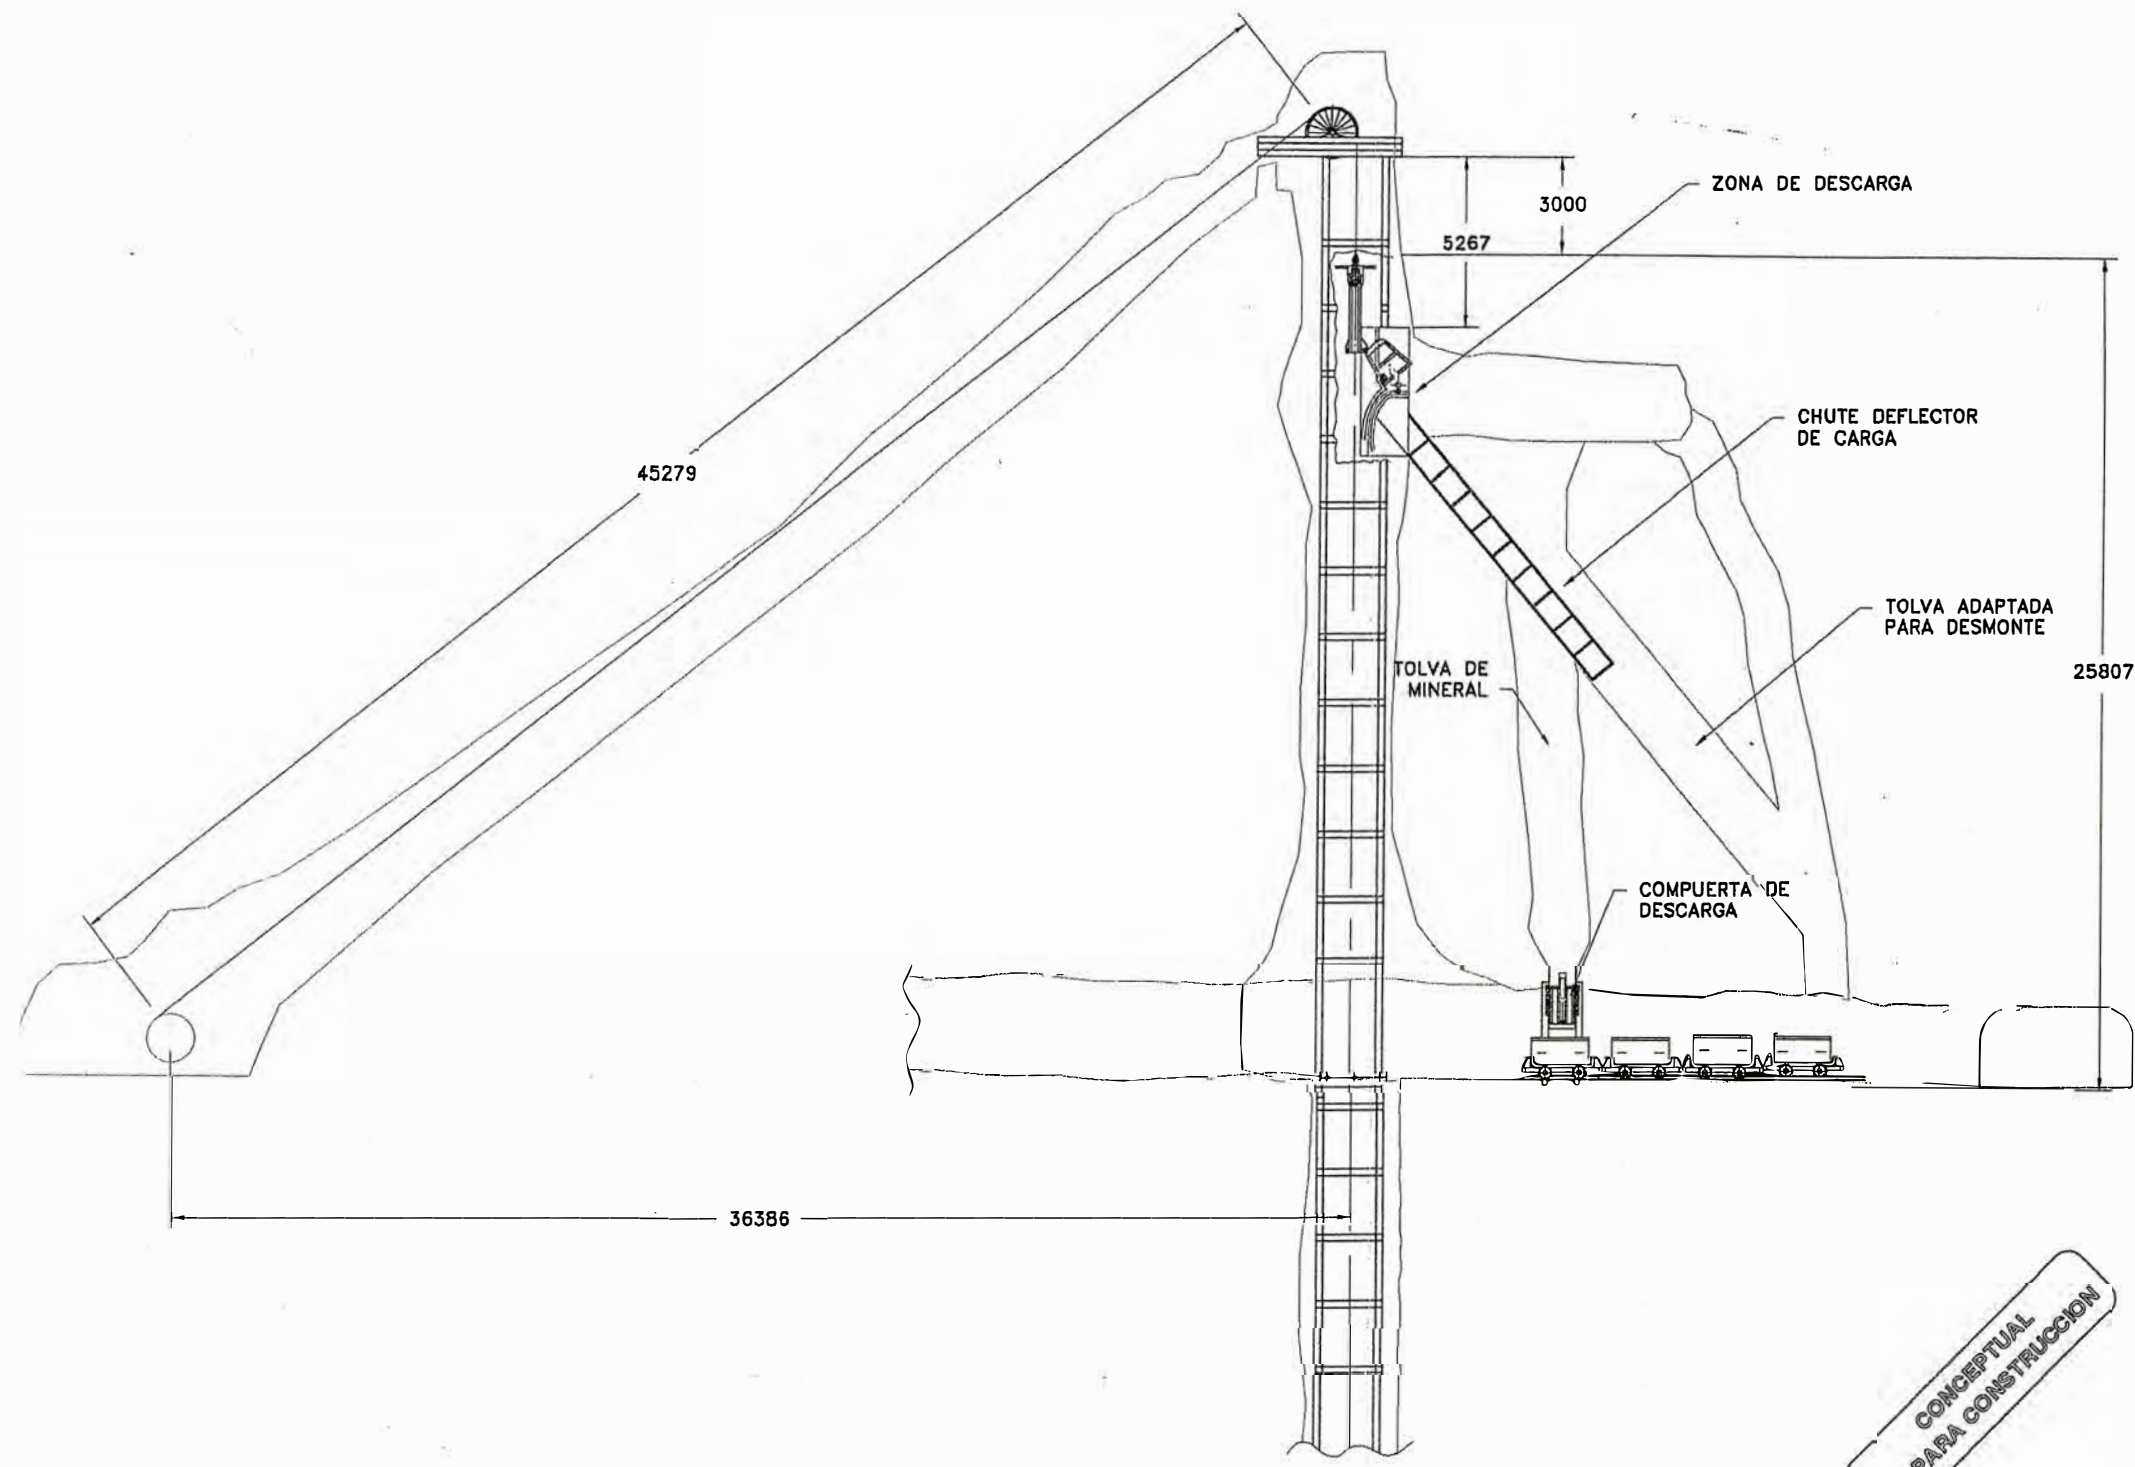 ZONA DE DESCARGA
3000
5267
CHUTE DEFLECTOR
DE CARGA
45279
TOLVA ADAPTADA
PARA DESMONTE
TOLVA DE
MINERAL
25807
COMPUERTA DE
DESCARGA
36386
CONCEPTUAL
PARA CONSTRUCCION